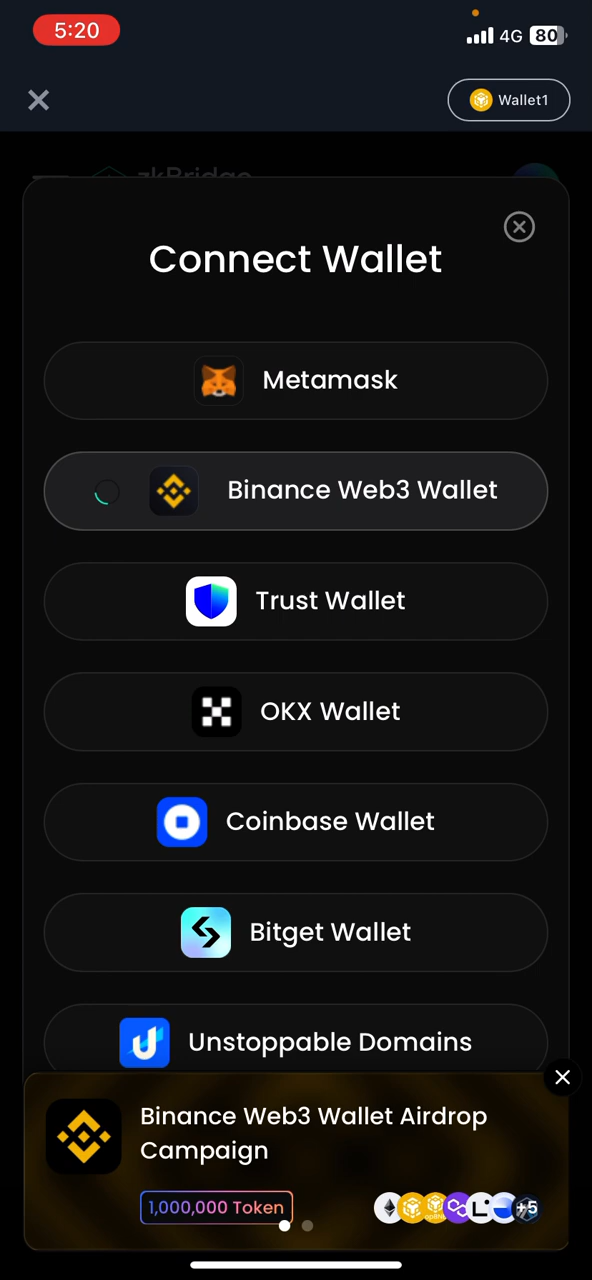 5:20
4G 80
Wallet1
zkBridge
Connect Wallet
Metamask
Binance Web3 Wallet
Trust Wallet
OKX Wallet
Coinbase Wallet
Bitget Wallet
Unstoppable Domains
Binance Web3 Wallet Airdrop
Campaign
1,000,000 Token
+5